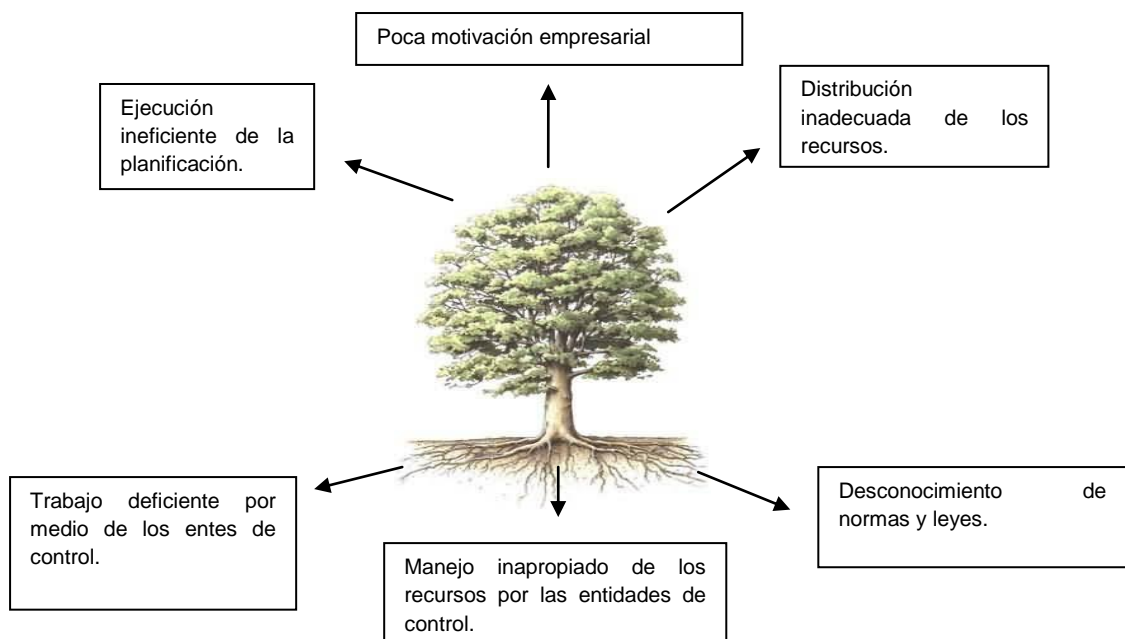 Poca motivación empresarial
Ejecución
ineficiente de la
planificación.
Distribución
inadecuada de los
recursos.
Trabajo deficiente por
medio de los entes de
control.
Manejo inapropiado de los
recursos por las entidades de
control.
Desconocimiento de
normas y leyes.